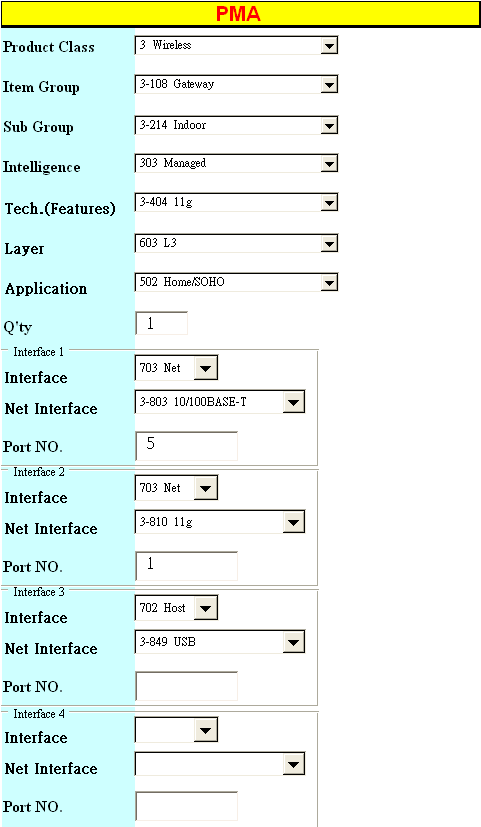 PMA
Product Class 3 Wireless
Item Group 3-108 Gateway
Sub Group 3-214 Indoor
Intelligence 303 Managed
Tech.(Features) 3-404 11g
Layer 603 L3
Application 502 Home/SOHO
Q'ty 1
Interface 1
Interface 703 Net
Net Interface 3-803 10/100BASE-T
Port NO. 5
Interface 2
Interface 703 Net
Net Interface 3-810 11g
Port NO. 1
Interface 3
Interface 702 Host
Net Interface 3-849 USB
Port NO.
Interface 4
Interface
Net Interface
Port NO.